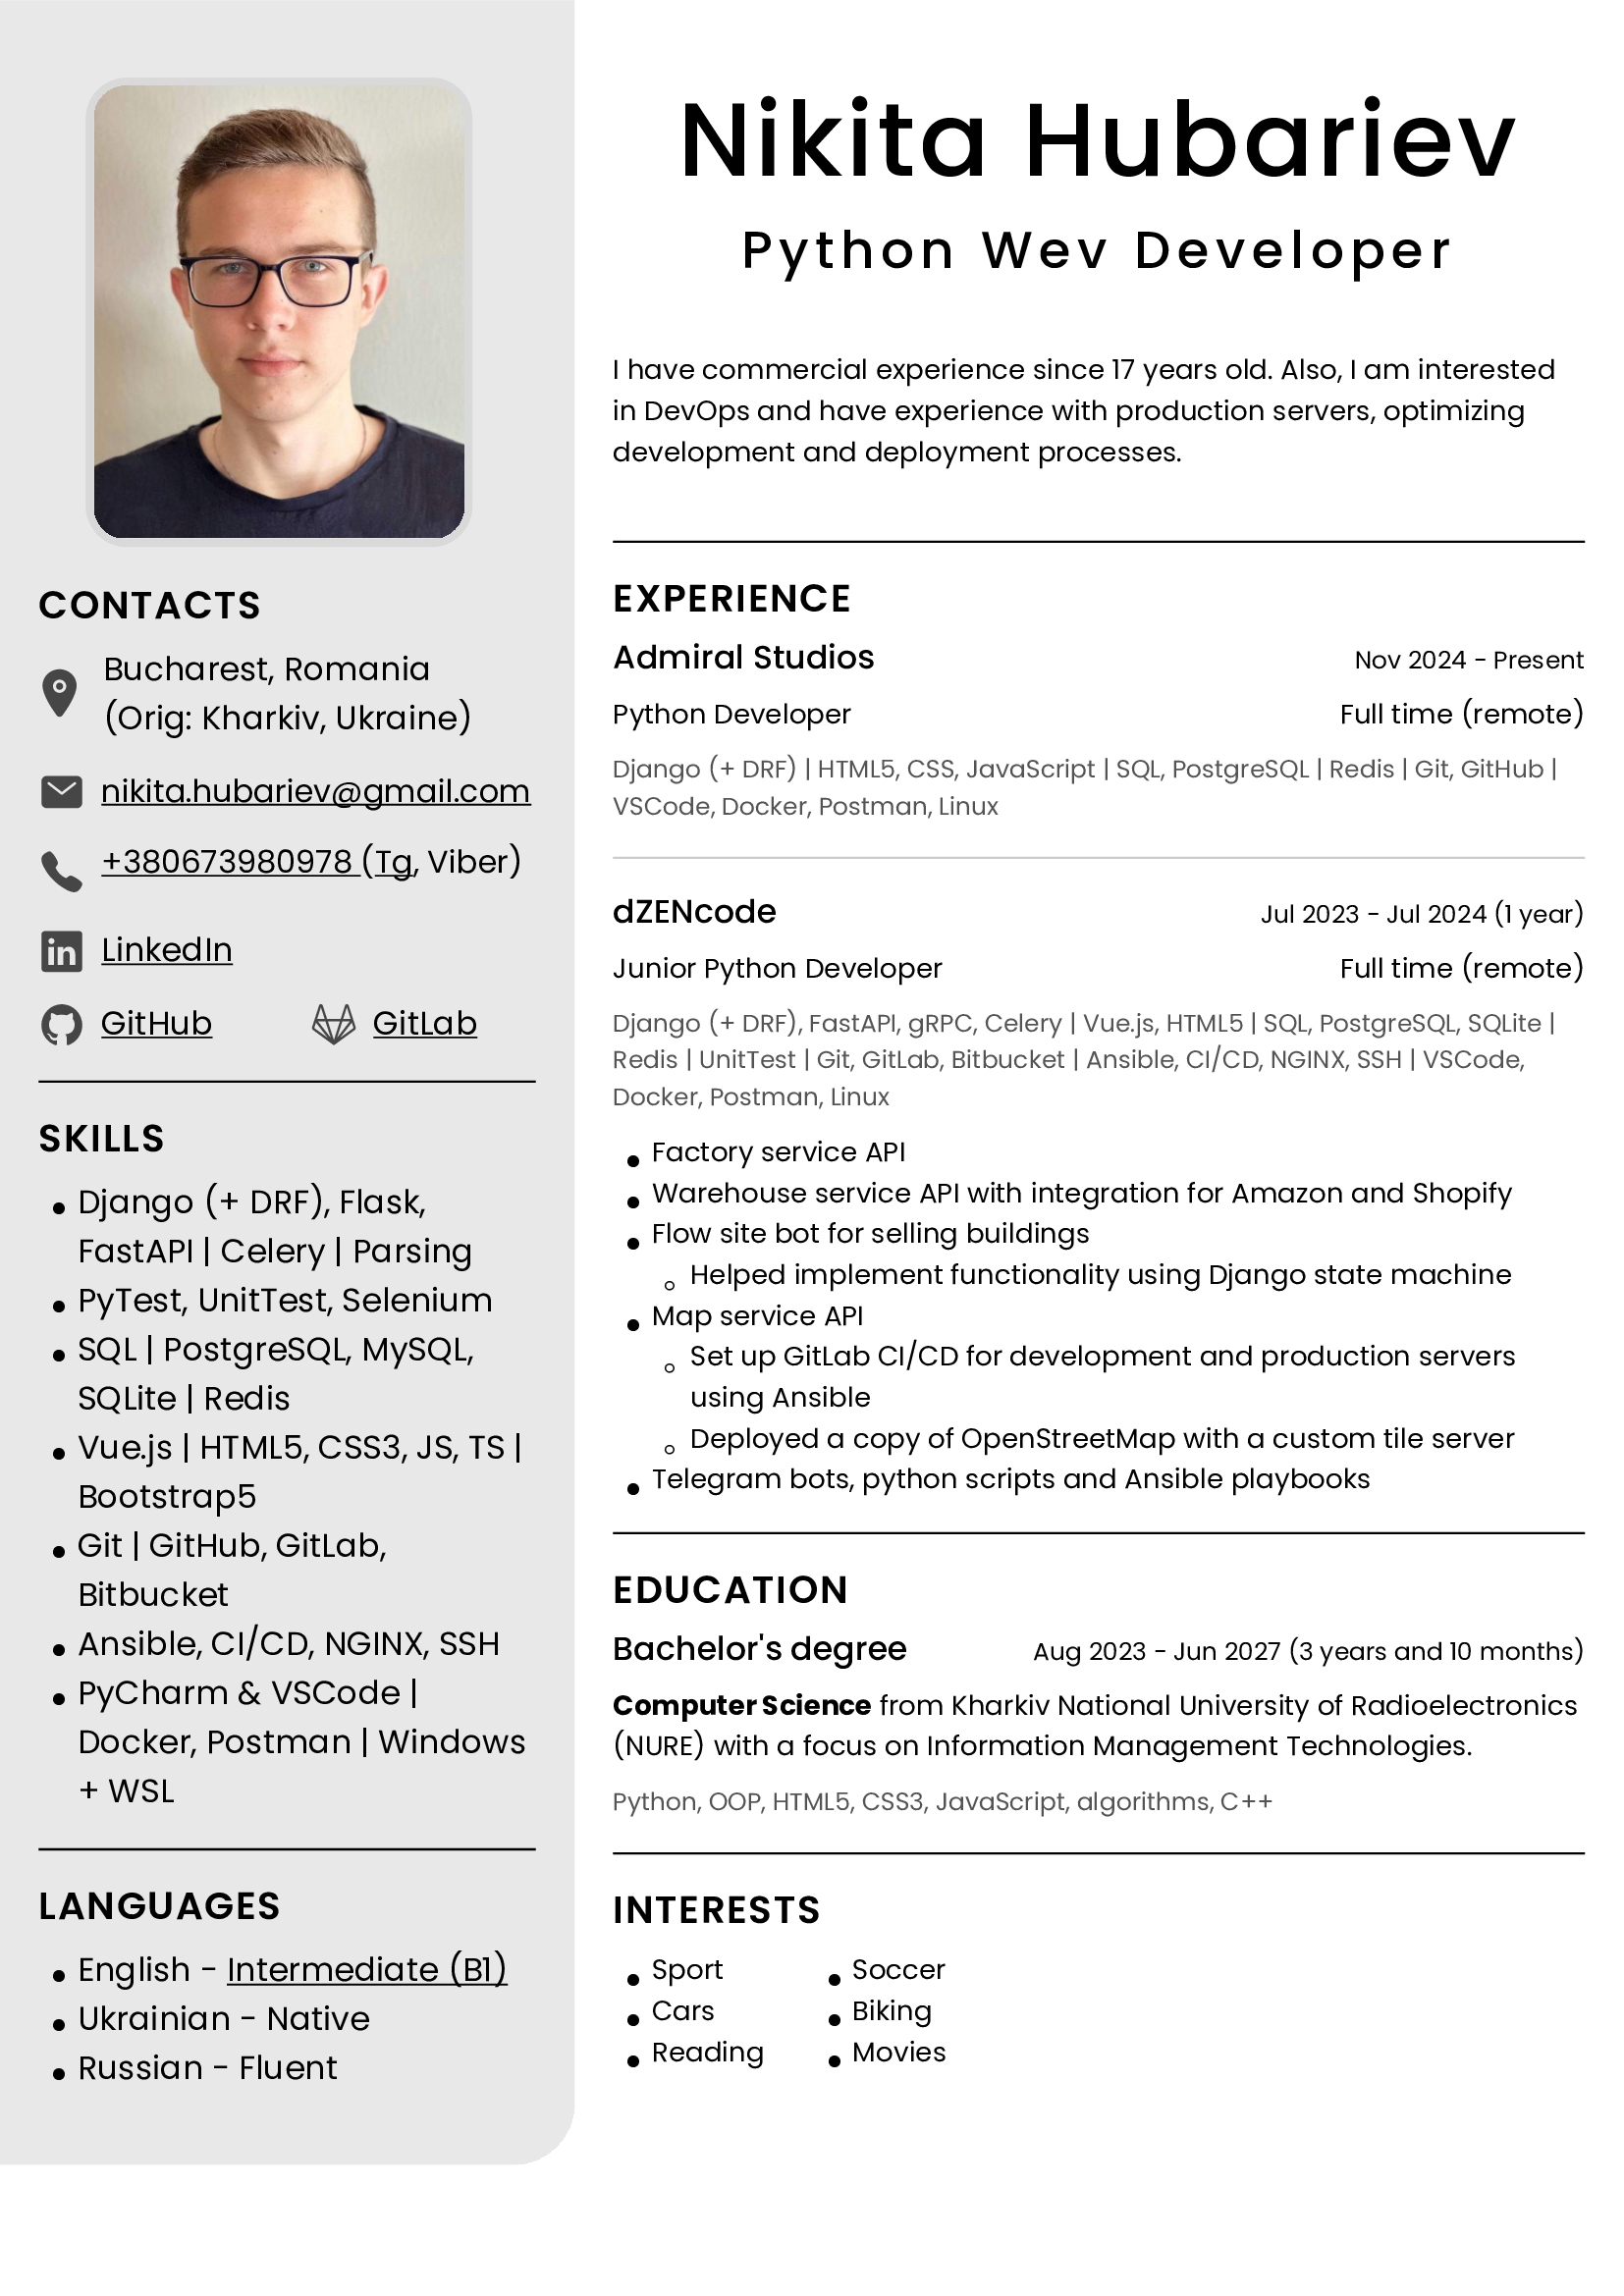 Nikita Hubariev
Python Wev Developer
I have commercial experience since 17 years old. Also, I am interested
in DevOps and have experience with production servers, optimizing
development and deployment processes.
CONTACTS
Bucharest, Romania
(Orig: Kharkiv, Ukraine)
nikita.hubariev@gmail.com
+380673980978 (Tg, Viber)
LinkedIn
GitHub GitLab
SKILLS
Django (+ DRF), Flask,
FastAPI | Celery | Parsing
PyTest, UnitTest, Selenium
SQL | PostgreSQL, MySQL,
SQLite | Redis
Vue.js | HTML5, CSS3, JS, TS |
Bootstrap5
Git | GitHub, GitLab,
Bitbucket
Ansible, CI/CD, NGINX, SSH
PyCharm & VSCode |
Docker, Postman | Windows
+ WSL
LANGUAGES
English - Intermediate (B1)
Ukrainian - Native
Russian - Fluent
EXPERIENCE
Admiral Studios Nov 2024 - Present
Python Developer Full time (remote)
Django (+ DRF) | HTML5, CSS, JavaScript | SQL, PostgreSQL | Redis | Git, GitHub |
VSCode, Docker, Postman, Linux
dZENcode Jul 2023 - Jul 2024 (1 year)
Junior Python Developer Full time (remote)
Django (+ DRF), FastAPI, gRPC, Celery | Vue.js, HTML5 | SQL, PostgreSQL, SQLite |
Redis | UnitTest | Git, GitLab, Bitbucket | Ansible, CI/CD, NGINX, SSH | VSCode,
Docker, Postman, Linux
Factory service API
Warehouse service API with integration for Amazon and Shopify
Flow site bot for selling buildings
Helped implement functionality using Django state machine
Map service API
Set up GitLab CI/CD for development and production servers
using Ansible
Deployed a copy of OpenStreetMap with a custom tile server
Telegram bots, python scripts and Ansible playbooks
EDUCATION
Bachelor's degree Aug 2023 - Jun 2027 (3 years and 10 months)
Computer Science from Kharkiv National University of Radioelectronics
(NURE) with a focus on Information Management Technologies.
Python, OOP, HTML5, CSS3, JavaScript, algorithms, C++
INTERESTS
Sport Soccer
Cars Biking
Reading Movies